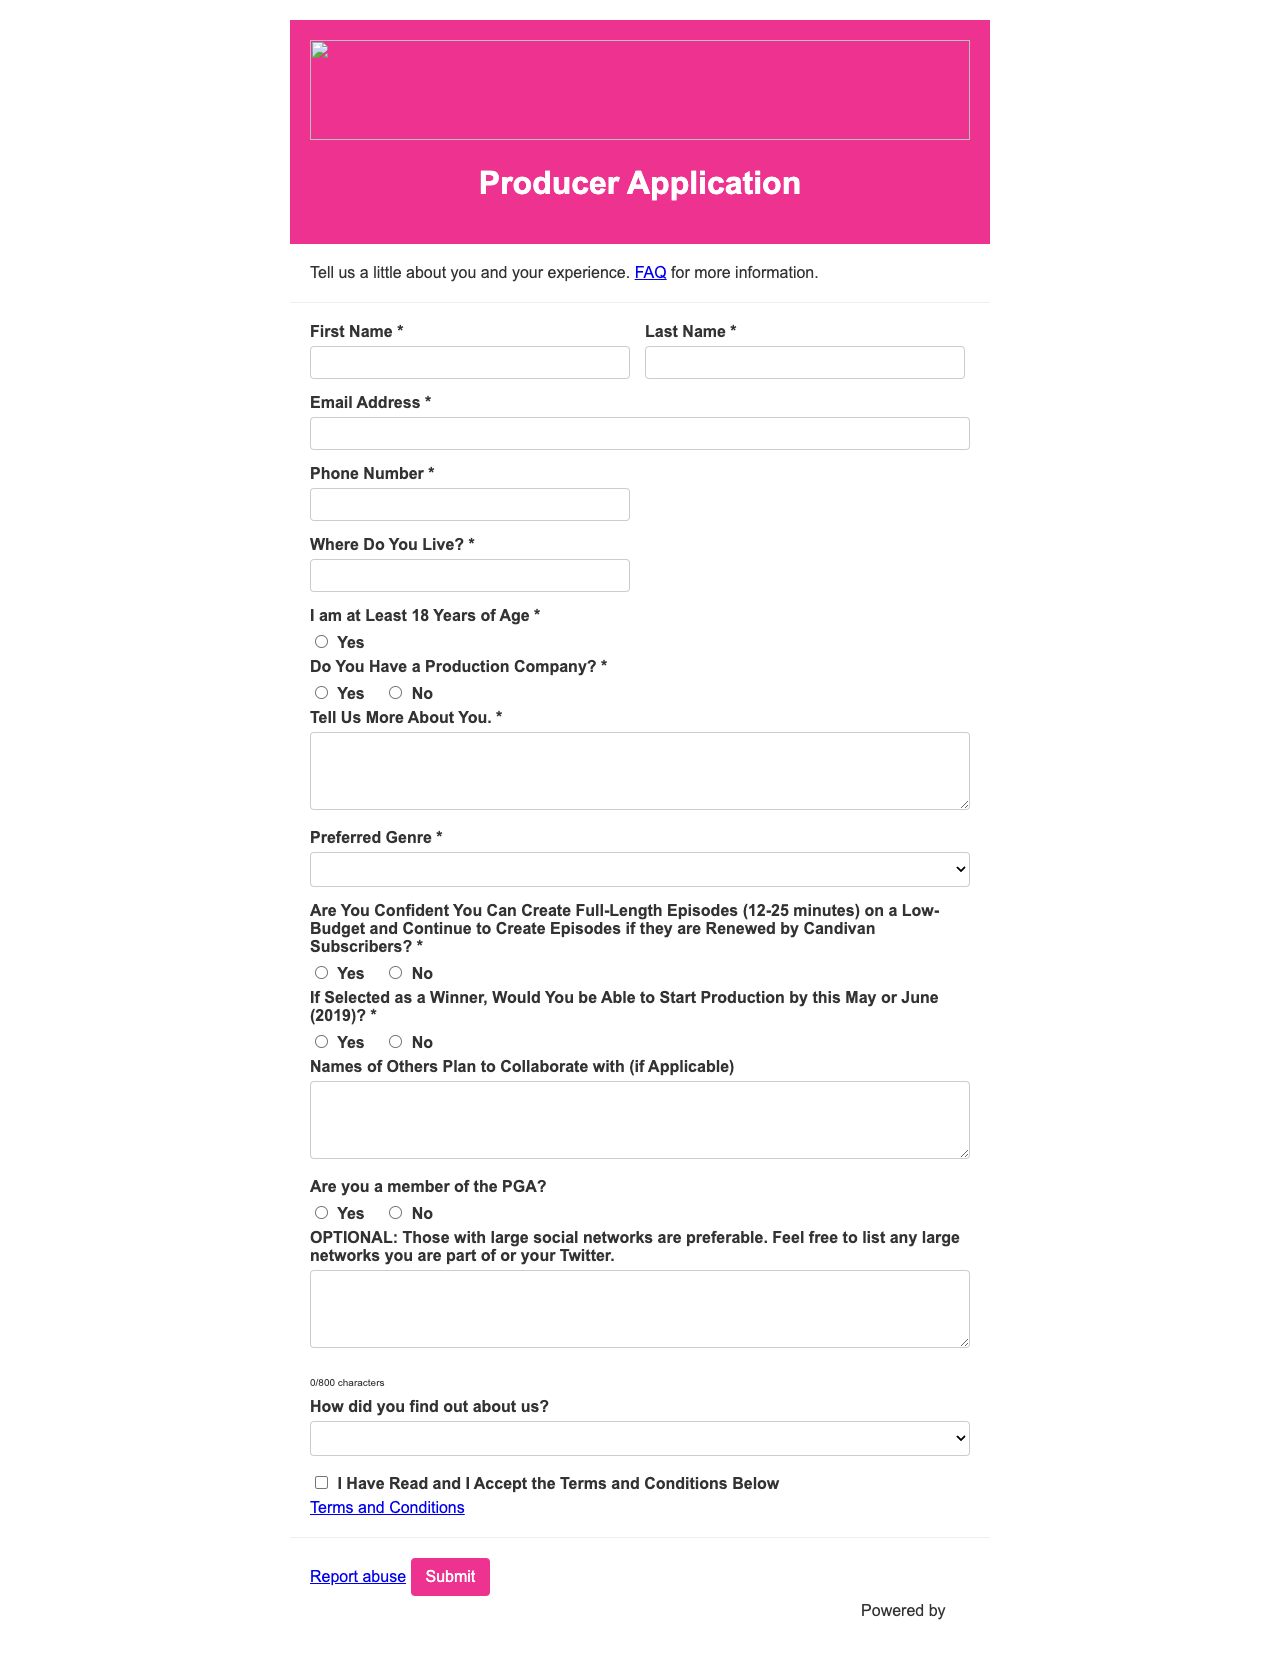 Producer Application
Tell us a little about you and your experience. FAQ for more information.
First Name * Last Name *
Email Address *
Phone Number *
Where Do You Live? *
I am at Least 18 Years of Age *
Yes
Do You Have a Production Company? *
Yes No
Tell Us More About You. *
Preferred Genre *
Are You Confident You Can Create Full-Length Episodes (12-25 minutes) on a Low-
Budget and Continue to Create Episodes if they are Renewed by Candivan
Subscribers? *
Yes No
If Selected as a Winner, Would You be Able to Start Production by this May or June
(2019)? *
Yes No
Names of Others Plan to Collaborate with (if Applicable)
Are you a member of the PGA?
Yes No
OPTIONAL: Those with large social networks are preferable. Feel free to list any large
networks you are part of or your Twitter.
0/800 characters
How did you find out about us?
I Have Read and I Accept the Terms and Conditions Below
Terms and Conditions
Report abuse Submit
Powered by